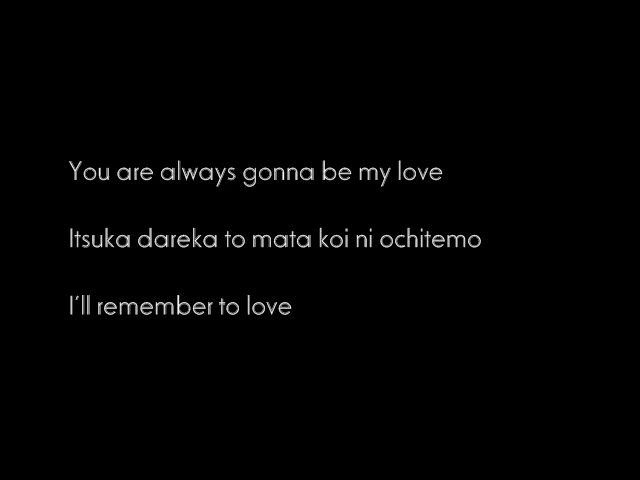 You are always gonna be my love
Itsuka dareka to mata koi ni ochitemo
I'll remember to love